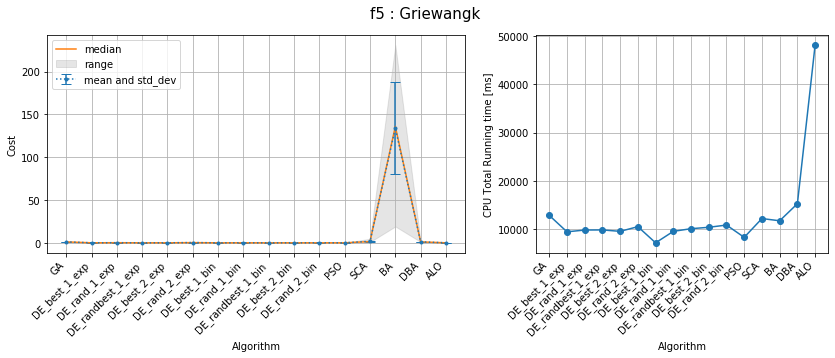 f5 : Griewangk
median
range
mean and std_dev
200
150
100
50
0
Cost
GA
DE_best_1_exp
DE_rand_1_exp
DE_randbest_1_exp
DE_best_2_exp
DE_rand_2_exp
DE_best_1_bin
DE_rand_1_bin
DE_randbest_1_bin
DE_best_2_bin
DE_rand_2_bin
PSO
SCA
BA
DBA
ALO
Algorithm
50000
40000
30000
20000
10000
CPU Total Running time [ms]
GA
DE_best_1_exp
DE_rand_1_exp
DE_randbest_1_exp
DE_best_2_exp
DE_rand_2_exp
DE_best_1_bin
DE_rand_1_bin
DE_randbest_1_bin
DE_best_2_bin
DE_rand_2_bin
PSO
SCA
BA
DBA
ALO
Algorithm